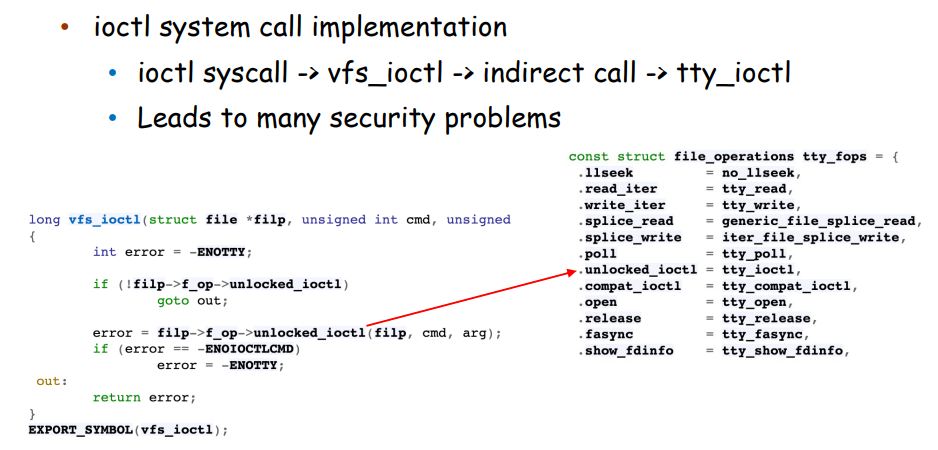 • ioctl system call implementation
• ioctl syscall -> vfs_ioctl -> indirect call -> tty_ioctl
• Leads to many security problems
long vfs_ioctl(struct file *filp, unsigned int cmd, unsigned
{
int error = -ENOTTY;
if (!filp->f_op->unlocked_ioctl)
goto out;
error = filp->f_op->unlocked_ioctl(filp, cmd, arg);
if (error == -ENOIOCTLCMD)
error = -ENOTTY;
out:
return error;
}
EXPORT_SYMBOL(vfs_ioctl);
const struct file_operations tty_fops = {
.llseek = no_llseek,
.read_iter = tty_read,
.write_iter = tty_write,
.splice_read = generic_file_splice_read,
.splice_write = iter_file_splice_write,
.poll = tty_poll,
.unlocked_ioctl = tty_ioctl,
.compat_ioctl = tty_compat_ioctl,
.open = tty_open,
.release = tty_release,
.fasync = tty_fasync,
.show_fdinfo = tty_show_fdinfo,